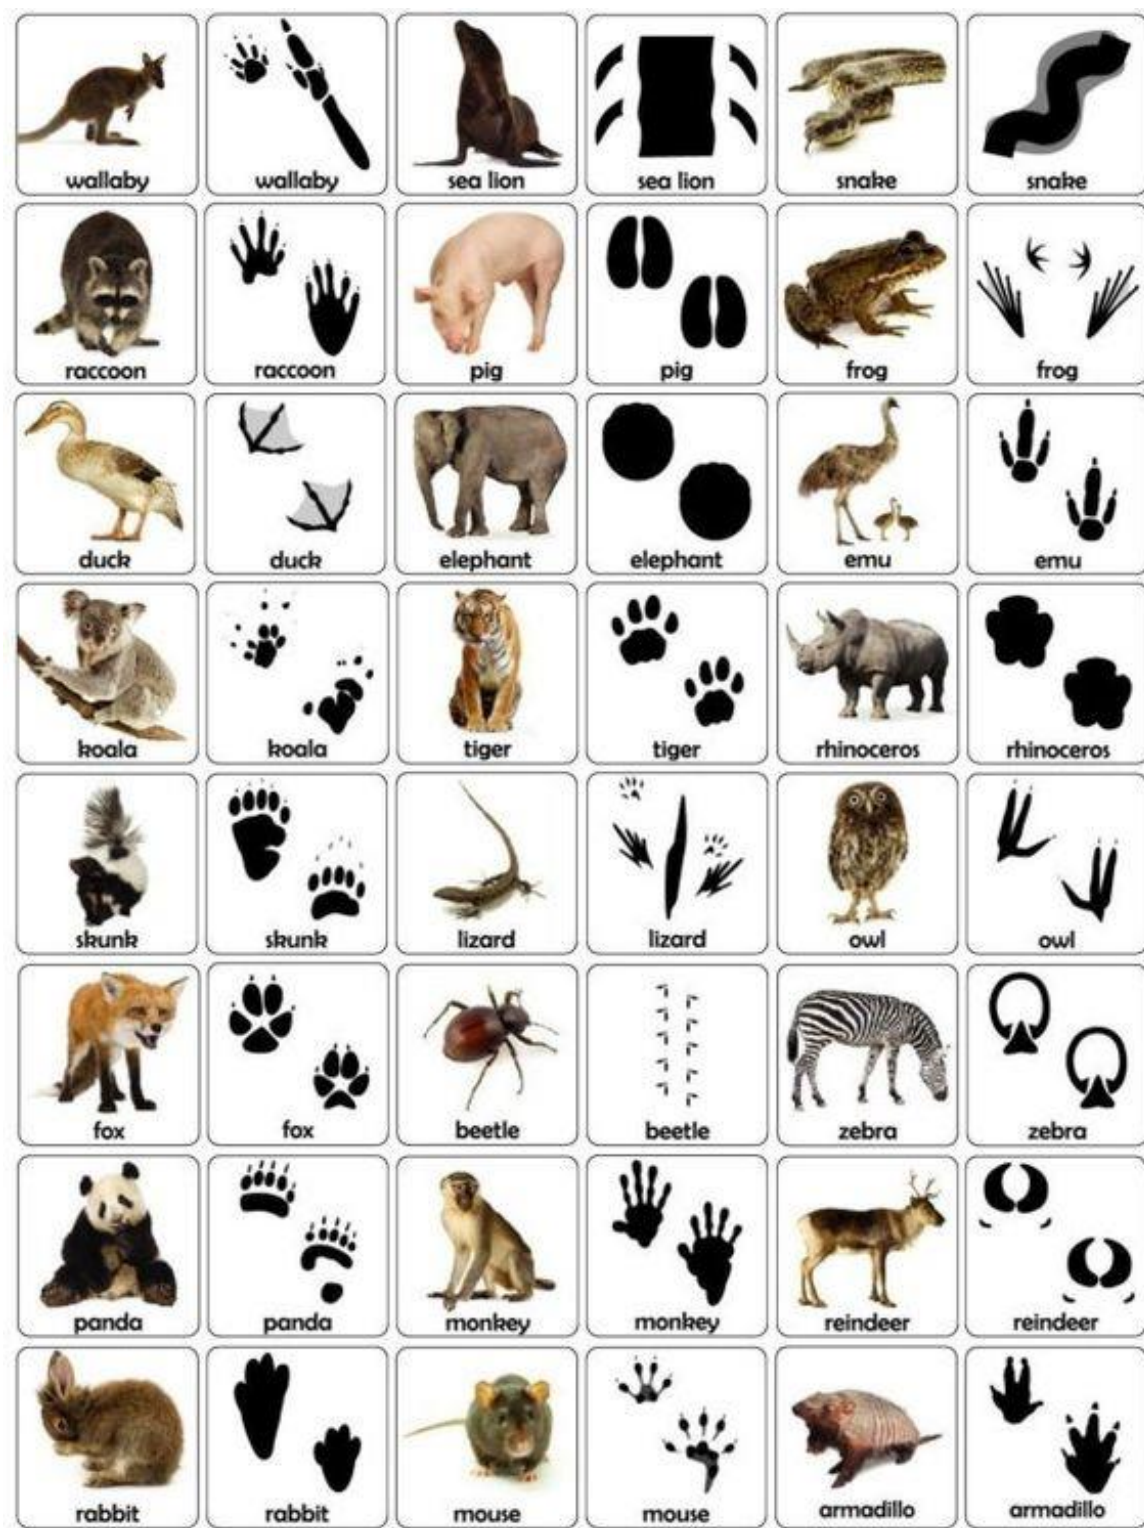 wallaby wallaby sea lion sea lion snake snake
raccoon raccoon pig pig frog frog
duck duck elephant elephant emu emu
koala koala tiger tiger rhinoceros rhinoceros
skunk skunk lizard lizard owl owl
fox fox beetle beetle zebra zebra
panda panda monkey monkey reindeer reindeer
rabbit rabbit mouse mouse armadillo armadillo